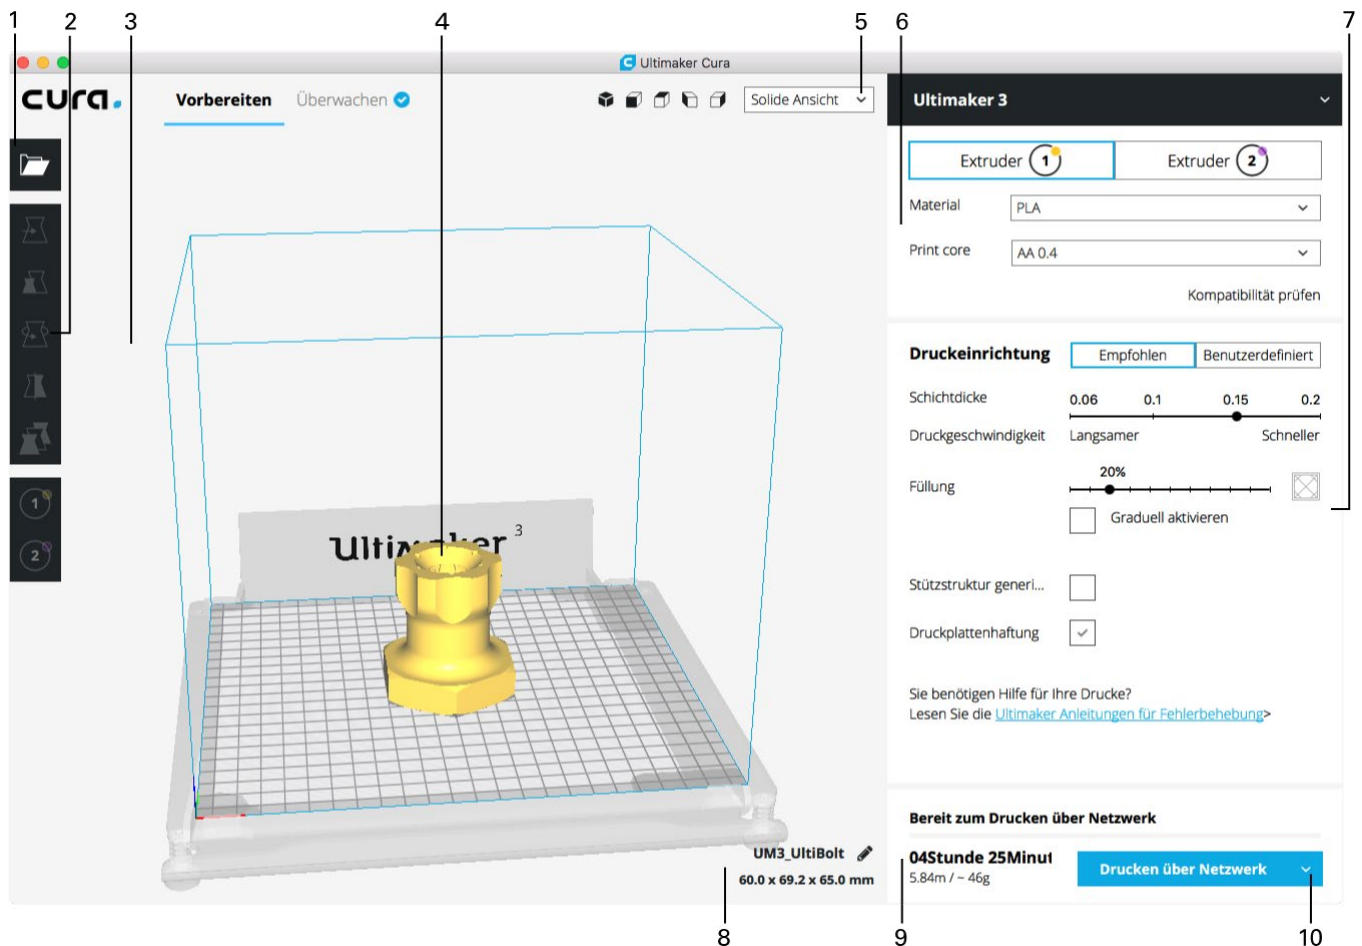 1 2 3 4 5 6 7
Ultimaker Cura
cura.
Vorbereiten Überwachen
Solide Ansicht
Ultimaker 3
Extruder 1
Extruder 2
Material PLA
Print core AA 0.4
Kompatibilität prüfen
1
2
Ultimaker 3
Druckeinrichtung Empfohlen Benutzerdefiniert
Schichtdicke 0.06 0.1 0.15 0.2
Druckgeschwindigkeit Langsamer Schneller
20%
Füllung
Graduell aktivieren
Stützstruktur generi...
Druckplattenhaftung
Sie benötigen Hilfe für Ihre Drucke?
Lesen Sie die Ultimaker Anleitungen für Fehlerbehebung>
UM3_UltiBolt
60.0 x 69.2 x 65.0 mm
Bereit zum Drucken über Netzwerk
04Stunde 25Minut
5.84m / ~ 46g
Drucken über Netzwerk
8 9 10